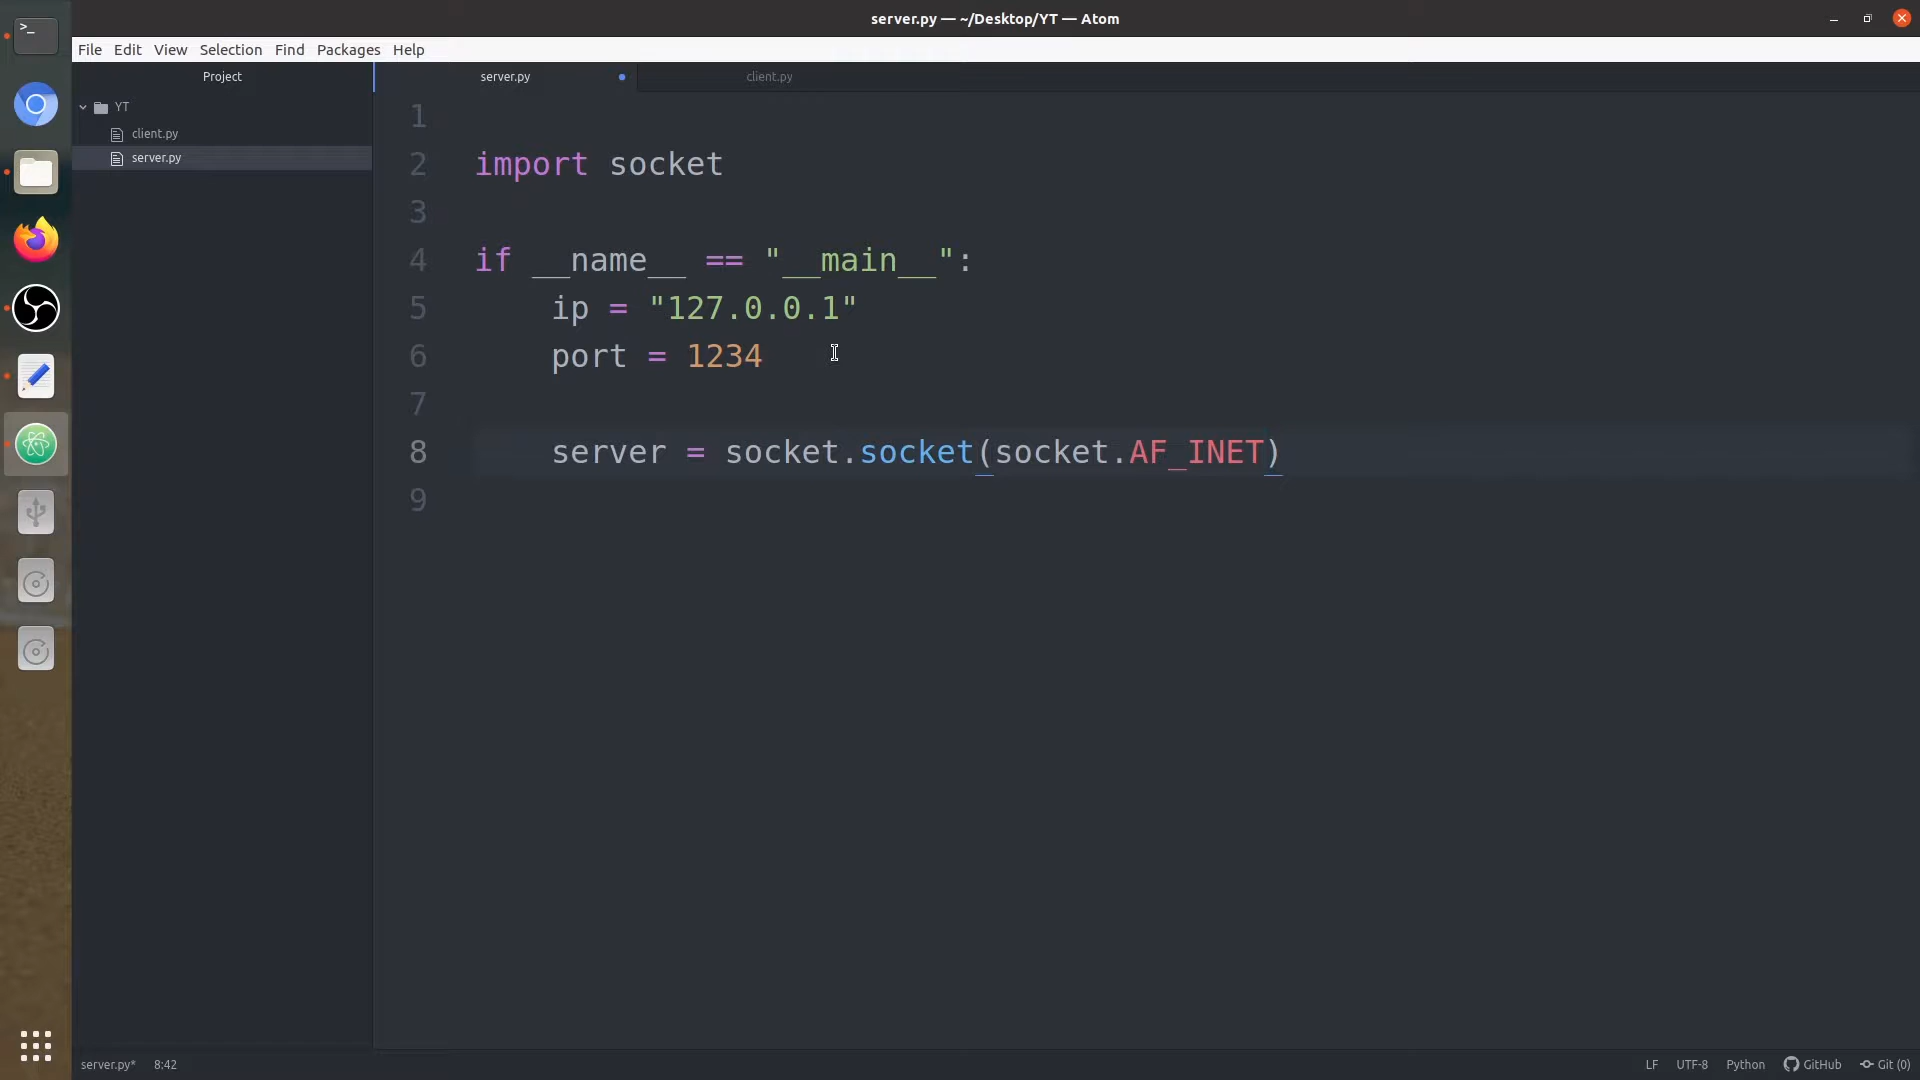 server.py — ~/Desktop/YT — Atom
File Edit View Selection Find Packages Help
Project
server.py
client.py
YT
client.py
server.py
1
2 import socket
3
4 if __name__ == "__main__":
5     ip = "127.0.0.1"
6     port = 1234
7
8     server = socket.socket(socket.AF_INET)
9
server.py* 8:42
LF UTF-8 Python GitHub Git (0)